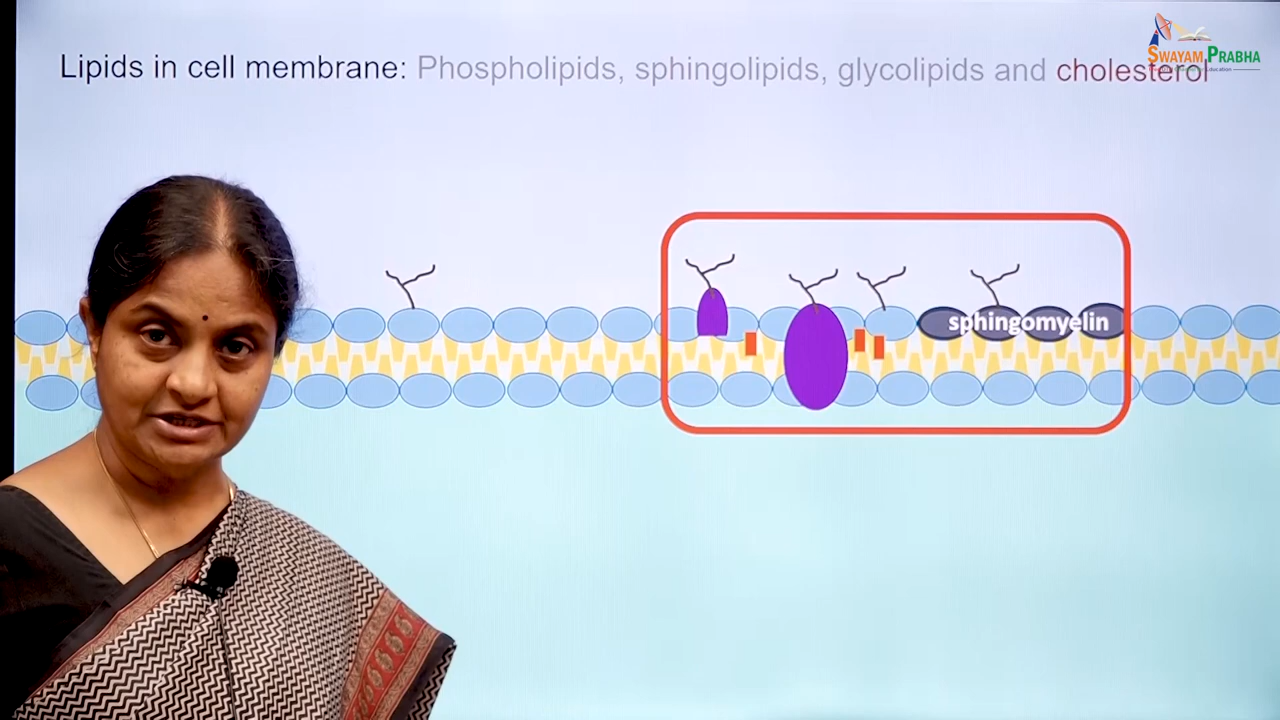 SWAYAM PRABHA
Lipids in cell membrane: Phospholipids, sphingolipids, glycolipids and cholesterol
sphingomyelin